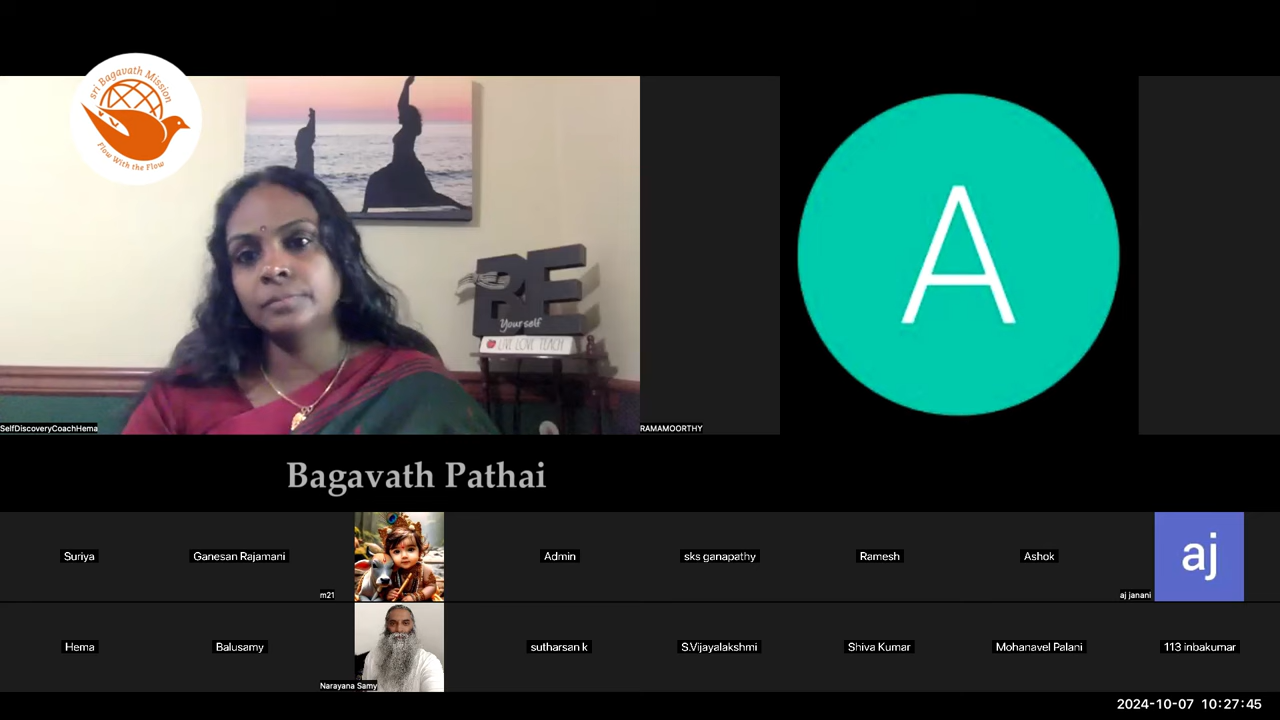 sri Bagavath Mission
Flow With the Flow
BE
Yourself
LIVE LOVE TEACH
SelfDiscoveryCoachHema
RAMAMOORTHY
A
Bagavath Pathai
Suriya
Ganesan Rajamani
m21
Admin
sks ganapathy
Ramesh
Ashok
aj janani
aj
Hema
Balusamy
Narayana Samy
sutharsan k
S.Vijayalakshmi
Shiva Kumar
Mohanavel Palani
113 inbakumar
2024-10-07 10:27:45